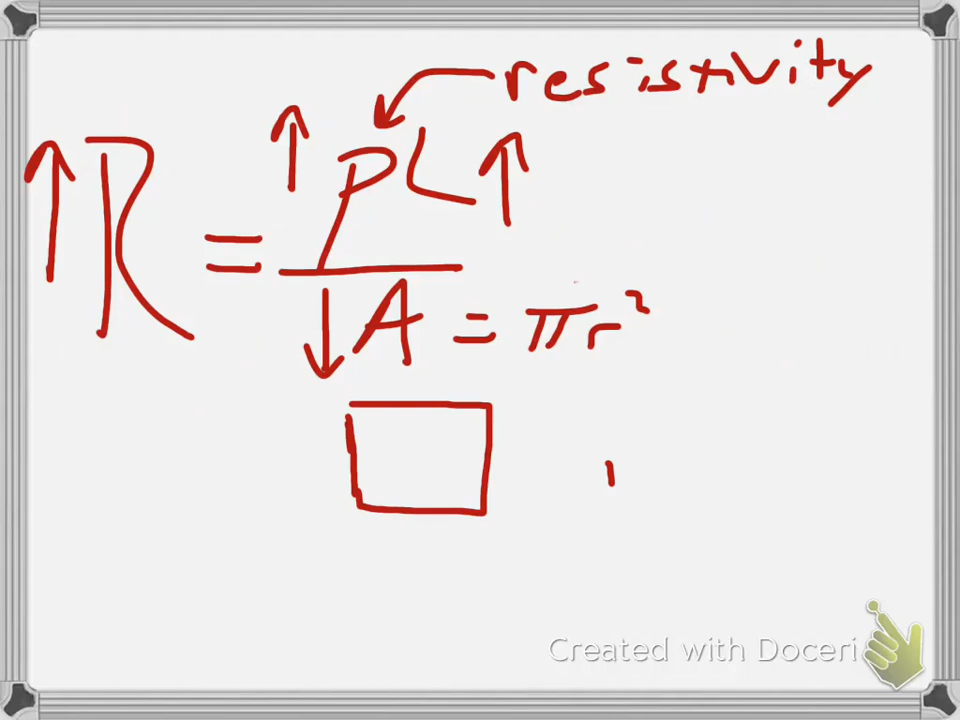 resistivity
↑R = ↑ρL↑
↓A = πr²
Created with Doceri